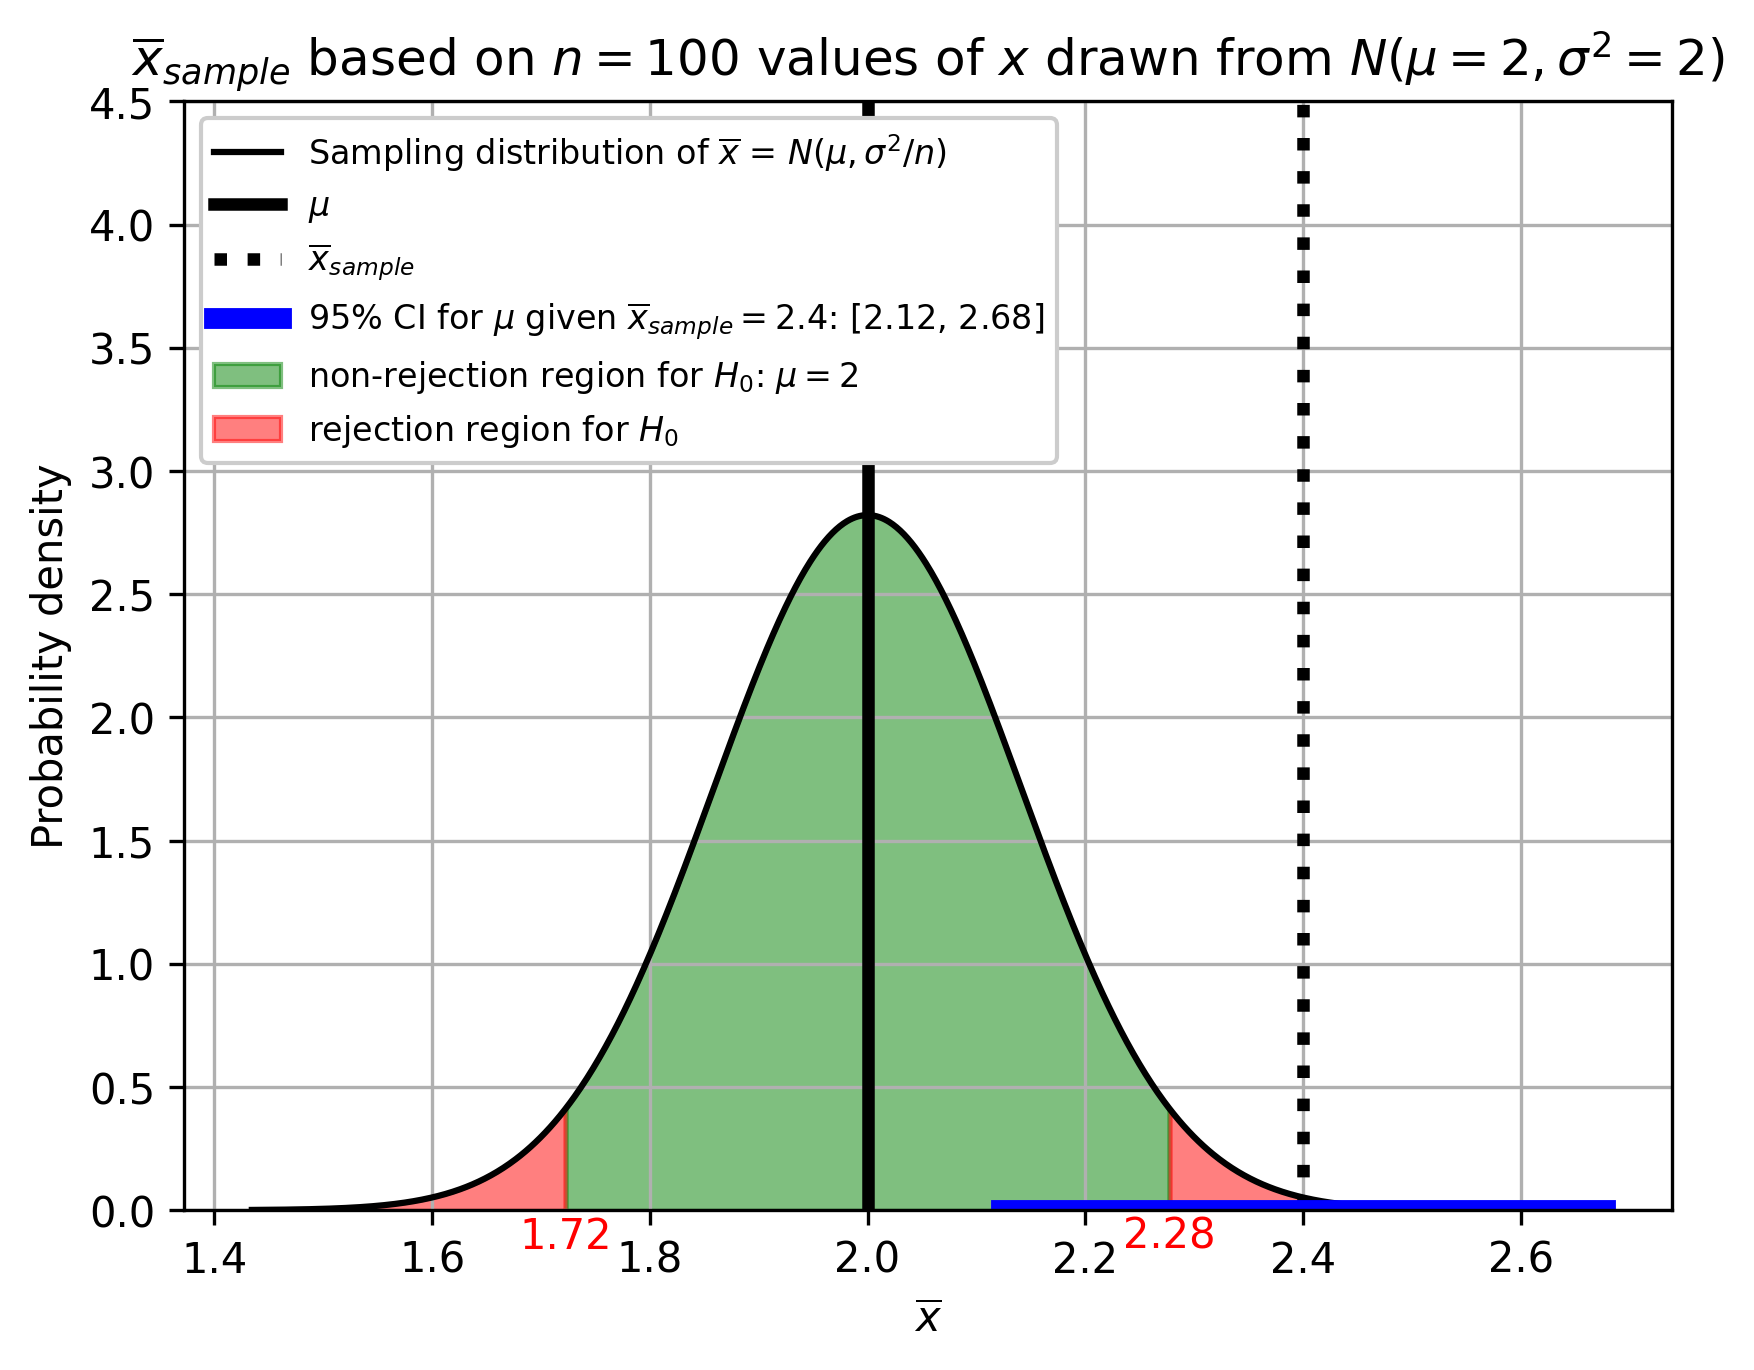 x̅sample based on n = 100 values of x drawn from N(μ = 2, σ² = 2)
4.5
4.0
3.5
3.0
2.5
2.0
1.5
1.0
0.5
0.0
Probability density
Sampling distribution of x̅ = N(μ, σ²/n)
μ
x̅sample
95% CI for μ given x̅sample = 2.4: [2.12, 2.68]
non-rejection region for H₀: μ = 2
rejection region for H₀
1.72
2.28
1.4
1.6
1.8
2.0
2.2
2.4
2.6
x̅